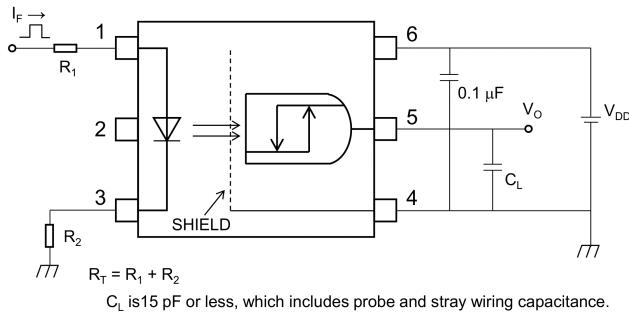 I_F →
1
R_1
2
3
R_2
SHIELD
6
5
4
0.1 μF
V_O
V_DD
C_L
R_T = R_1 + R_2
C_L is15 pF or less, which includes probe and stray wiring capacitance.